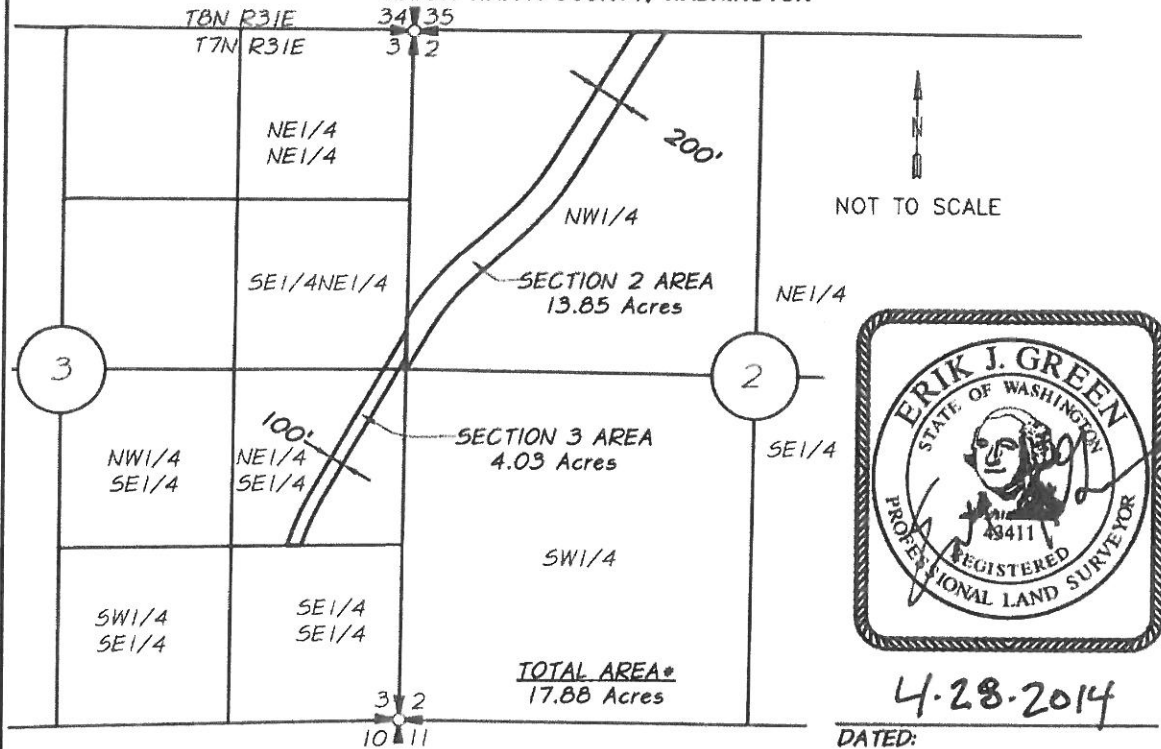 T8N R31E
34 35
T7N R31E
3 2
NE1/4
NE1/4
200'
N
NOT TO SCALE
NW1/4
SE1/4NE1/4
SECTION 2 AREA
13.85 Acres
NE1/4
3
2
100'
SECTION 3 AREA
4.03 Acres
NW1/4
SE1/4
NE1/4
SE1/4
SE1/4
SW1/4
SW1/4
SE1/4
SE1/4
SE1/4
TOTAL AREA•
17.88 Acres
3 2
10 11
ERIK J. GREEN
STATE OF WASHINGTON
43411
REGISTERED
PROFESSIONAL LAND SURVEYOR
4.28.2014
DATED: